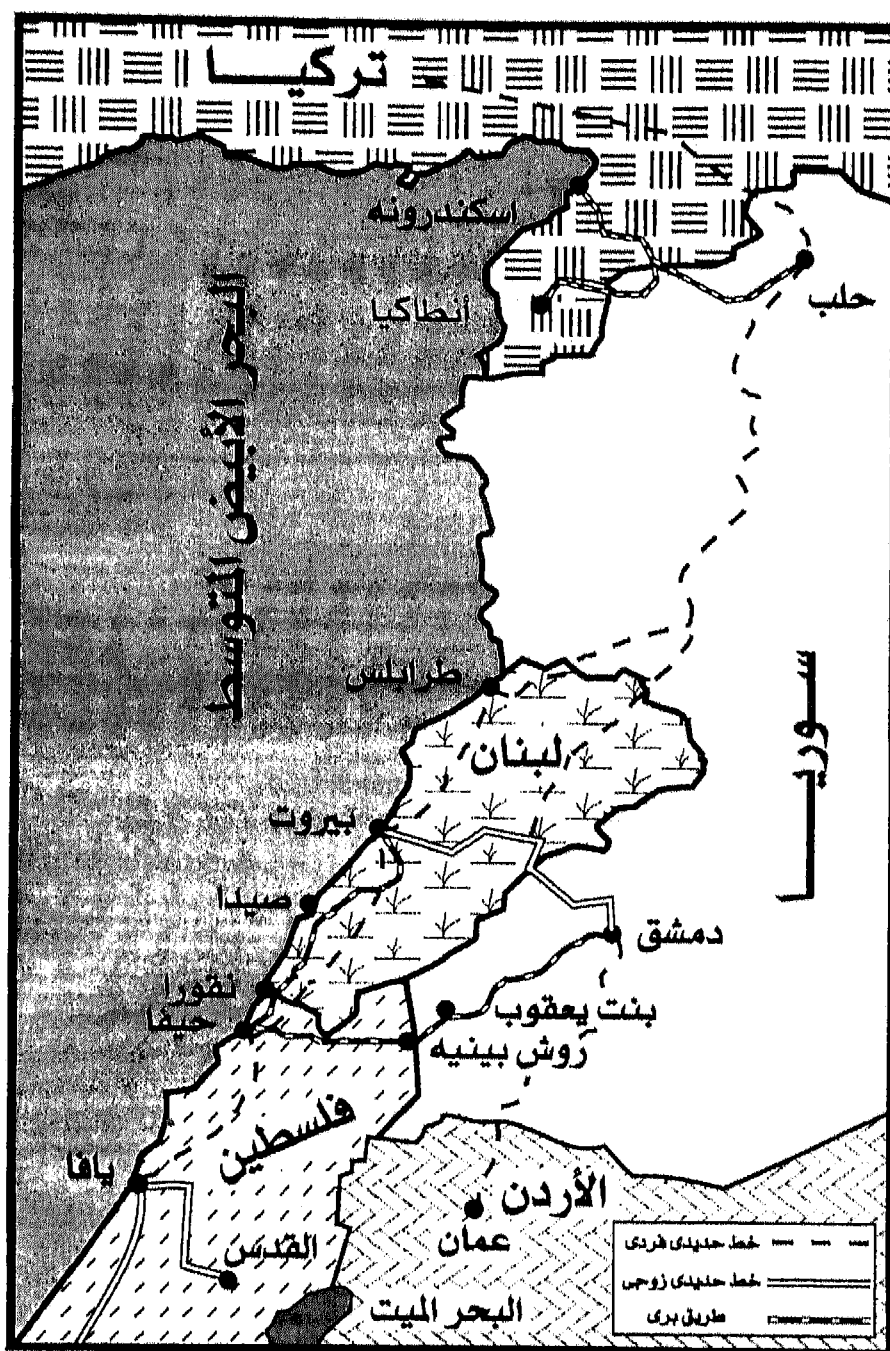 تركيا
اسكندرونه
حلب
أنطاكيا
البحر الأبيض المتوسط
طرابلس
سوريا
لبنان
بيروت
صيدا
دمشق
نقورا
بنت يعقوب
حيفا
روش بينيه
فلسطين
يافا
الأردن
القدس
عمان
البحر الميت
خط حديدى فردى
خط حديدى زوجى
طريق برى